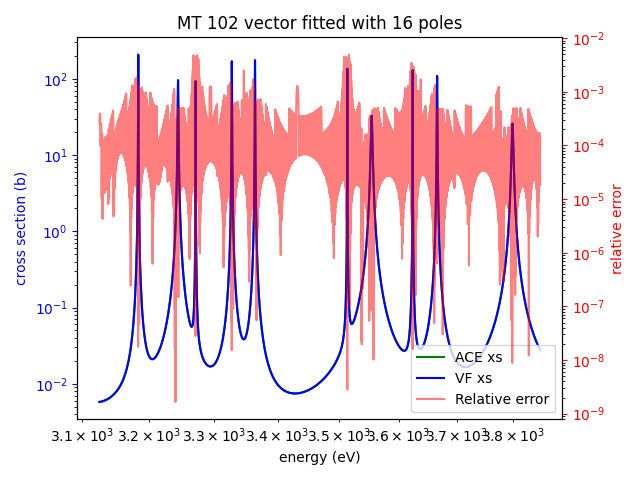 MT 102 vector fitted with 16 poles
10⁻²
10² 10⁻³
10¹ 10⁻⁴
10⁰ 10⁻⁵
10⁻¹ 10⁻⁶
10⁻² 10⁻⁷
10⁻⁸
10⁻⁹
cross section (b)
relative error
ACE xs
VF xs
Relative error
3.1 × 10³ 3.2 × 10³ 3.3 × 10³ 3.4 × 10³ 3.5 × 10³ 3.6 × 10³ 3.7 × 10³ 3.8 × 10³
energy (eV)